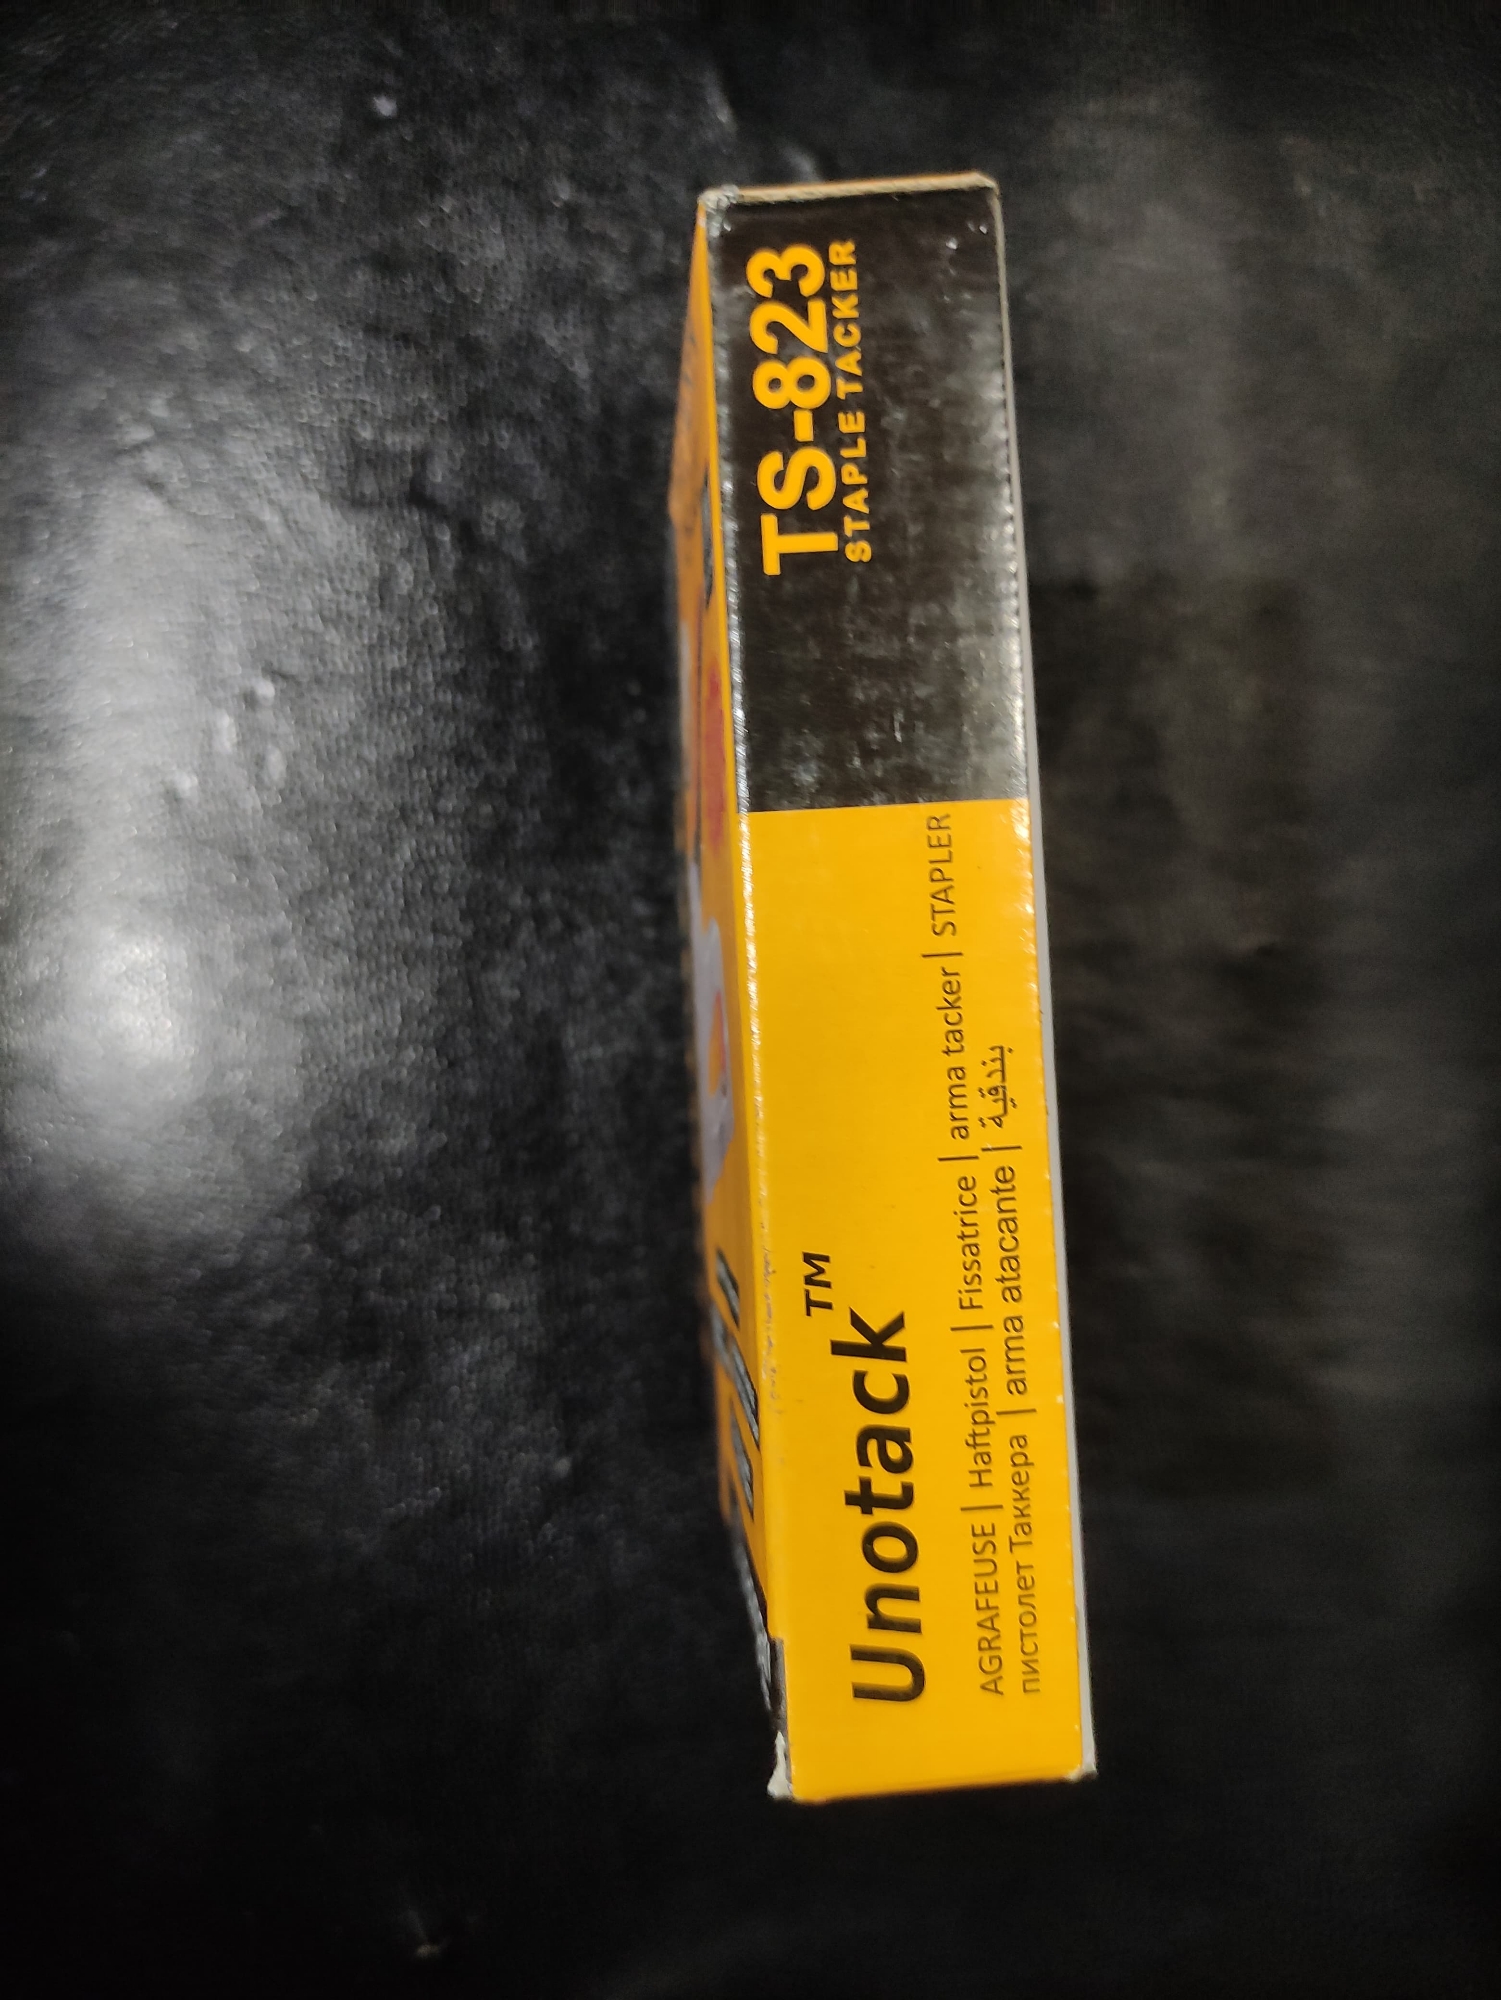 Unotack™
AGRAFEUSE | Haftpistol | Fissatrice | arma tacker | STAPLER
пистолет Таккера | arma atacante | بندقية
TS-823
STAPLE TACKER